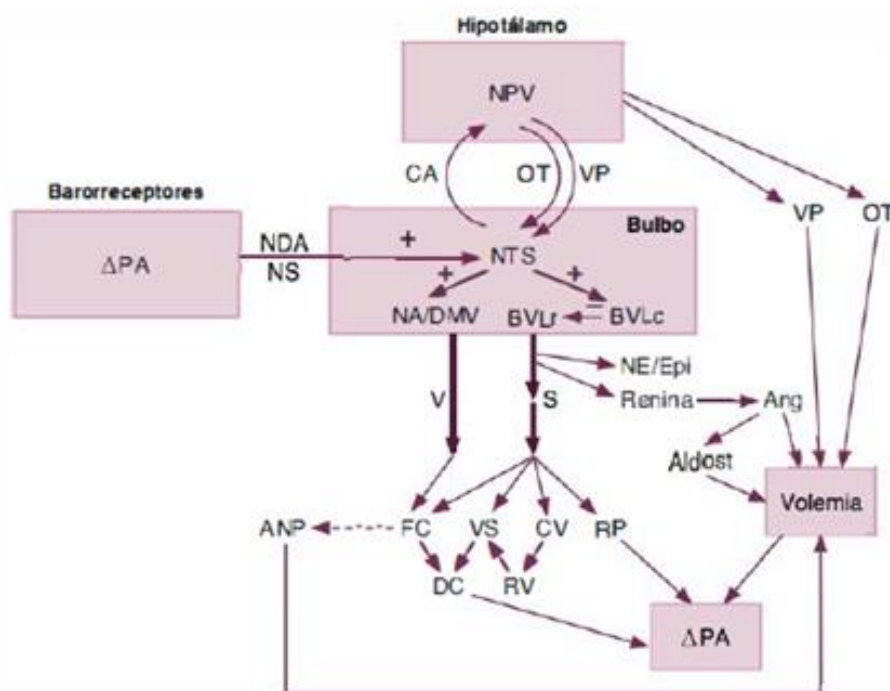 Hipotálamo
NPV
CA
OT
VP
Barorreceptores
ΔPA
NDA
NS
+
Bulbo
NTS
+
+
NA/DMV
BVLr
–
BVLc
VP
OT
V
S
NE/Epi
Renina
Ang
Aldost
Volemia
ANP
FC
VS
CV
RP
DC
RV
ΔPA